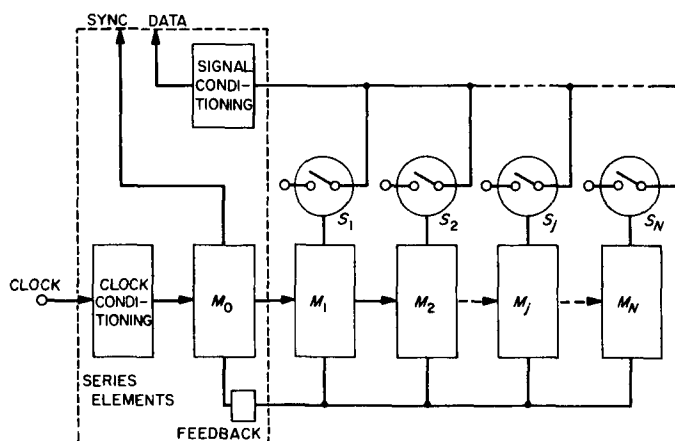 SYNC DATA
SIGNAL
CONDI-
TIONING
S1 S2 Sj SN
CLOCK
CLOCK
CONDI-
TIONING
M0 M1 M2 Mj MN
SERIES
ELEMENTS
FEEDBACK